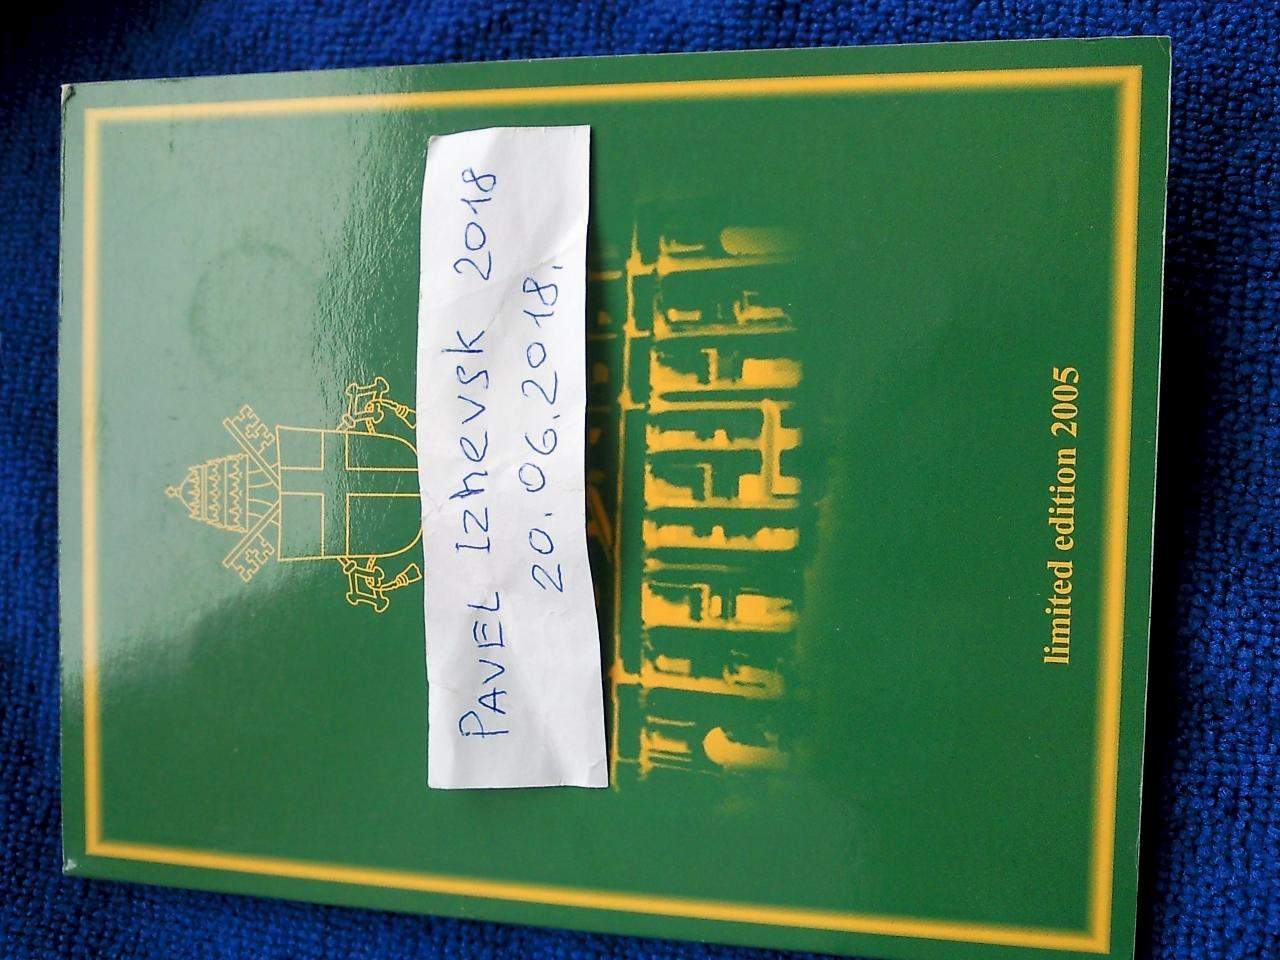 PAVEL Izhevsk 2018
20.06.2018.
limited edition 2005